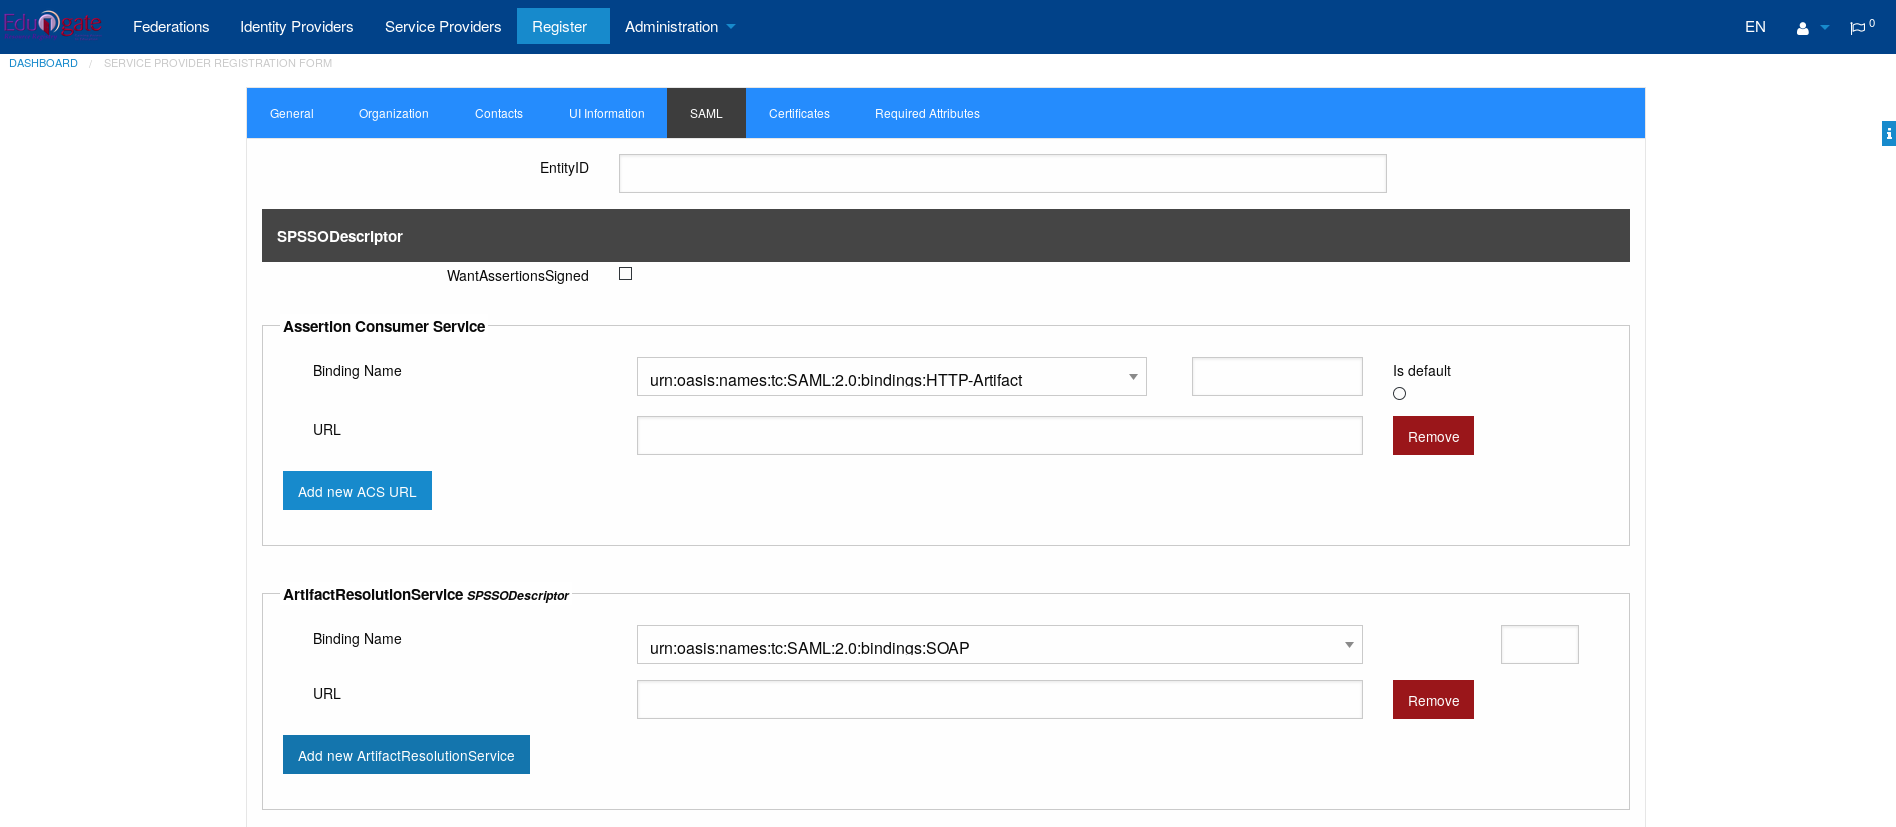 Edugate Federations Identity Providers Service Providers Register Administration EN 0
DASHBOARD / SERVICE PROVIDER REGISTRATION FORM
General Organization Contacts UI Information SAML Certificates Required Attributes
EntityID
SPSSODescriptor
WantAssertionsSigned
Assertion Consumer Service
Binding Name urn:oasis:names:tc:SAML:2.0:bindings:HTTP-Artifact Is default
URL Remove
Add new ACS URL
ArtifactResolutionService SPSSODescriptor
Binding Name urn:oasis:names:tc:SAML:2.0:bindings:SOAP
URL Remove
Add new ArtifactResolutionService